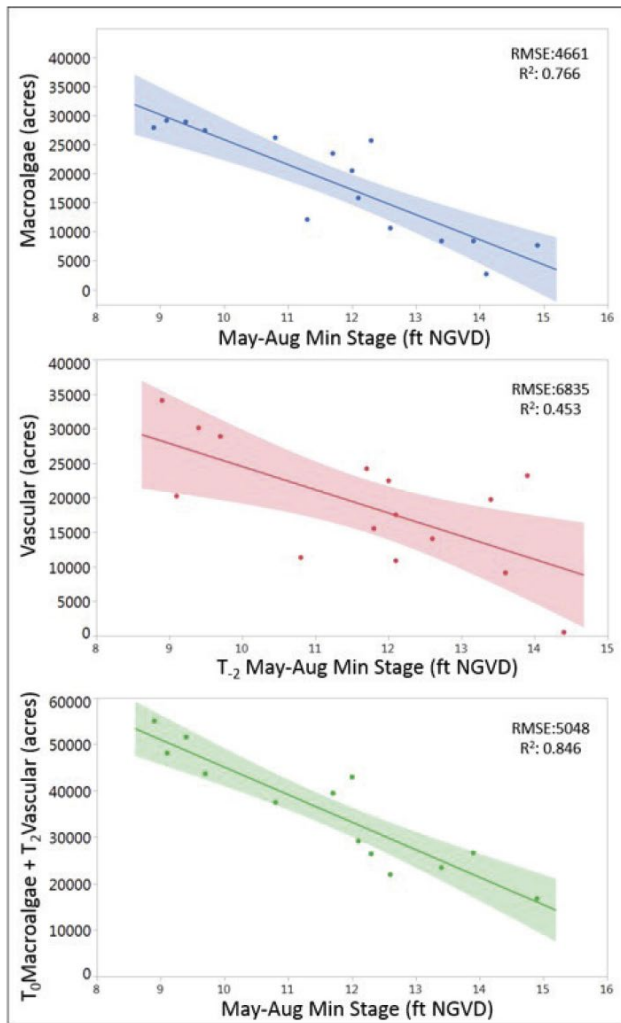 RMSE:4661
R²: 0.766
Macroalgae (acres)
40000
35000
30000
25000
20000
15000
10000
5000
0
8 9 10 11 12 13 14 15 16
May-Aug Min Stage (ft NGVD)
RMSE:6835
R²: 0.453
Vascular (acres)
40000
35000
30000
25000
20000
15000
10000
5000
0
8 9 10 11 12 13 14 15
T₋₂ May-Aug Min Stage (ft NGVD)
RMSE:5048
R²: 0.846
T₀Macroalgae + T₂Vascular (acres)
60000
50000
40000
30000
20000
10000
0
8 9 10 11 12 13 14 15 16
May-Aug Min Stage (ft NGVD)